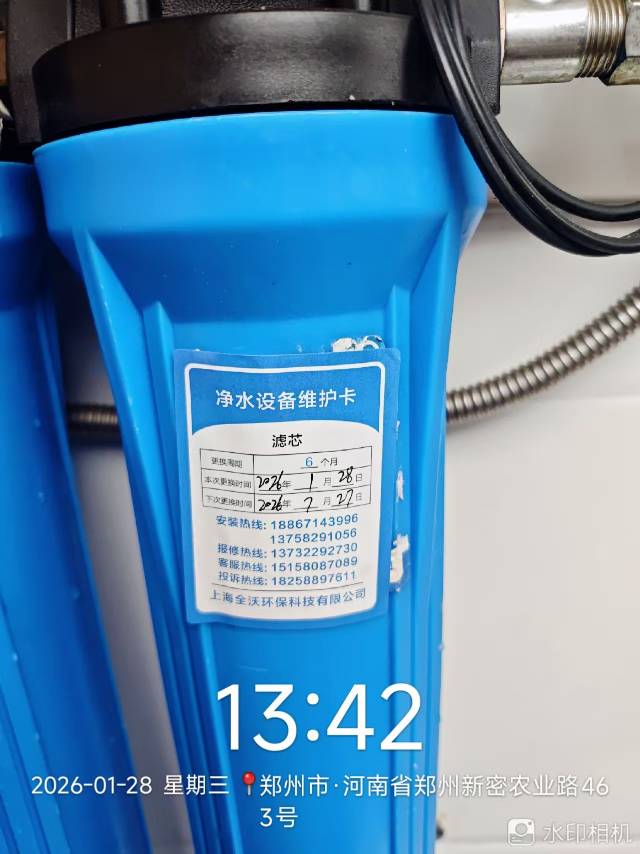 净水设备维护卡
滤芯
更换周期 6 个月
本次更换时间 2026年 1 月 28 日
下次更换时间 2026年 7 月 27 日
安装热线: 18867143996
13758291056
报修热线: 13732292730
客服热线: 15158087089
投诉热线: 18258897611
上海全沃环保科技有限公司
13:42
2026-01-28 星期三 📍郑州市·河南省郑州新密农业路46
3号
水印相机